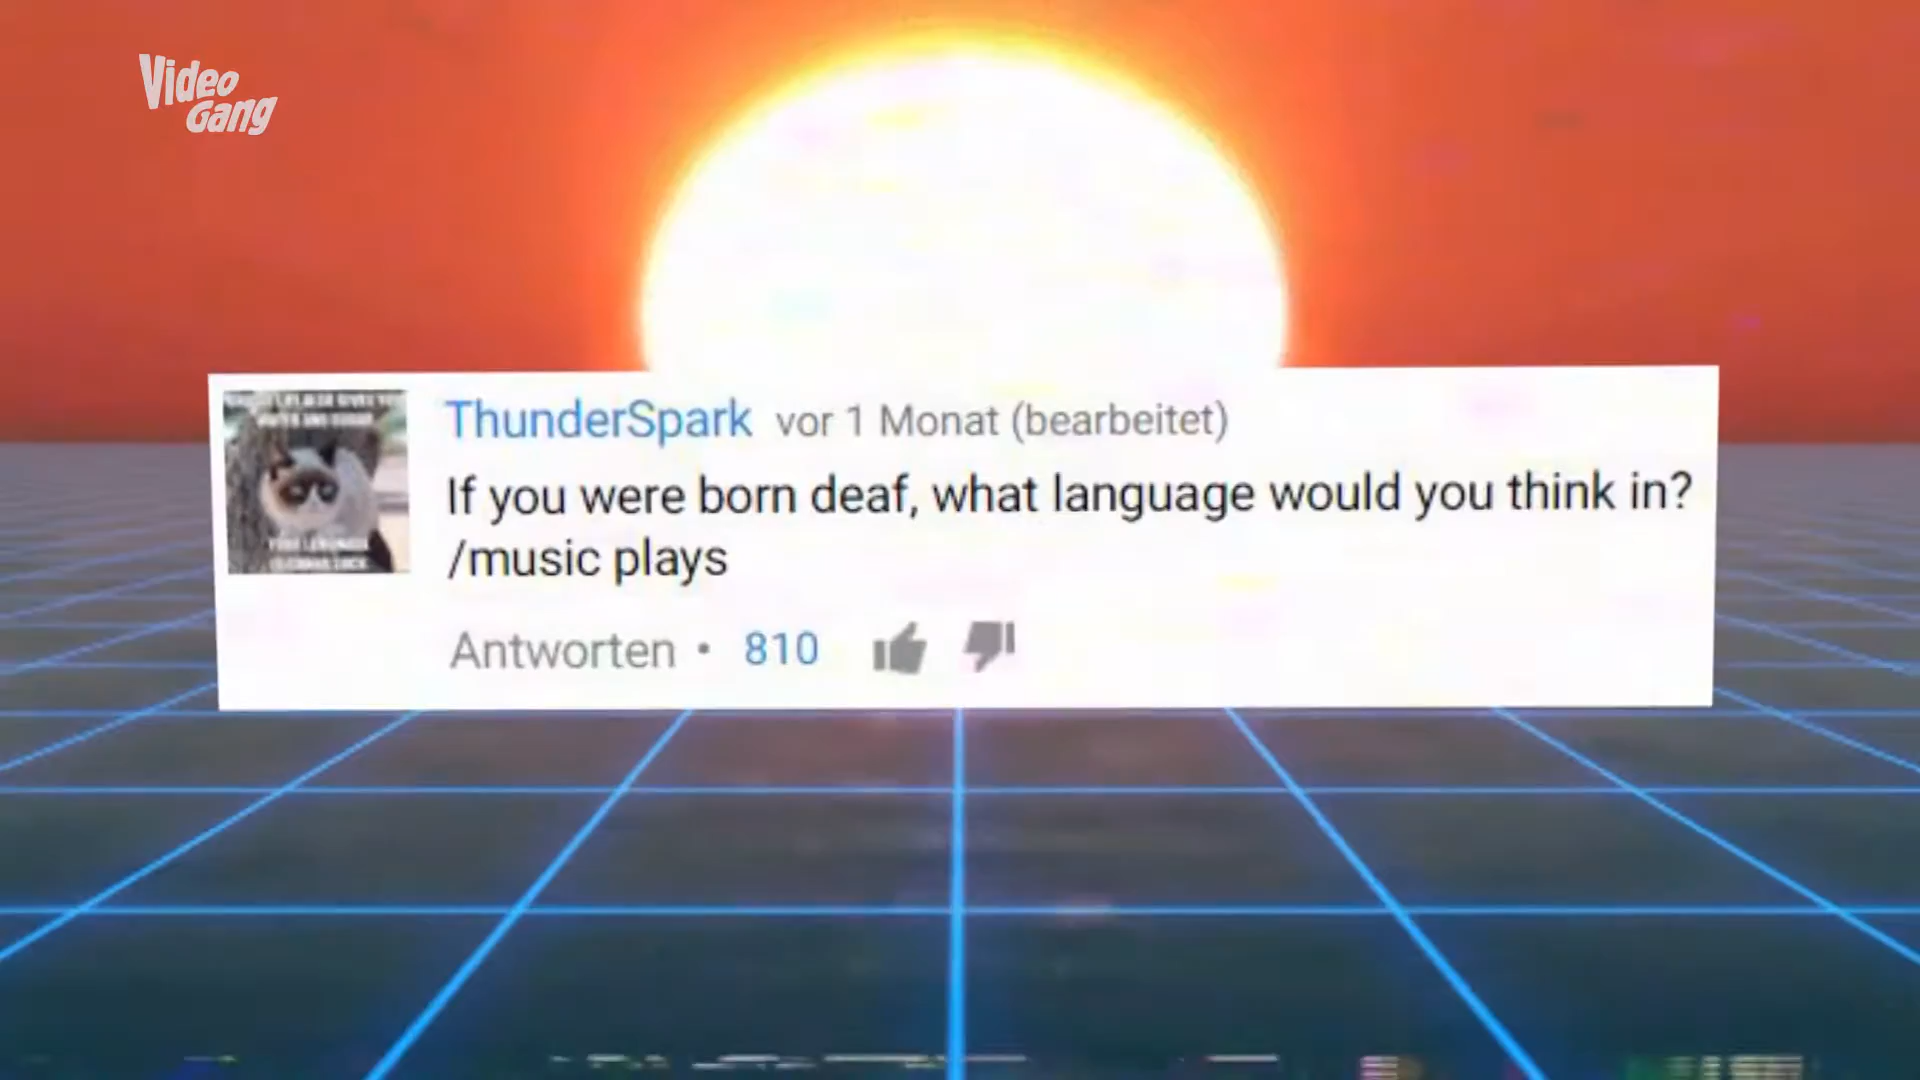 Video
Gang
ThunderSpark vor 1 Monat (bearbeitet)
If you were born deaf, what language would you think in?
/music plays
Antworten • 810